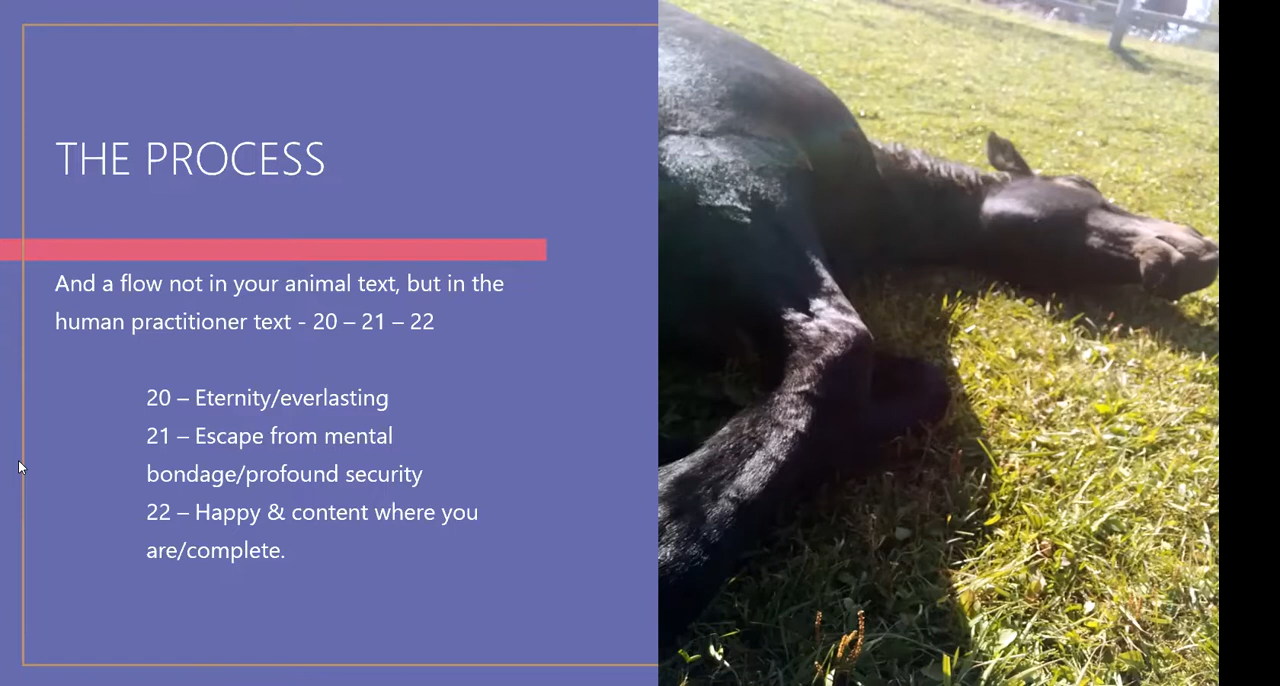 THE PROCESS
And a flow not in your animal text, but in the
human practitioner text - 20 – 21 – 22
20 – Eternity/everlasting
21 – Escape from mental
bondage/profound security
22 – Happy & content where you
are/complete.